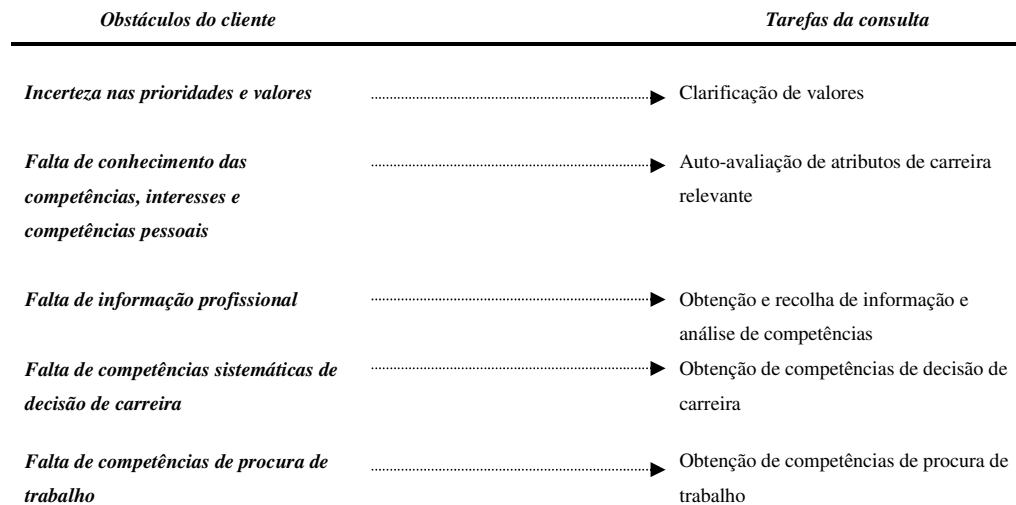 Obstáculos do cliente Tarefas da consulta
Incerteza nas prioridades e valores Clarificação de valores
Falta de conhecimento das
competências, interesses e
competências pessoais
Auto-avaliação de atributos de carreira
relevante
Falta de informação profissional
Obtenção e recolha de informação e
análise de competências
Falta de competências sistemáticas de
decisão de carreira
Obtenção de competências de decisão de
carreira
Falta de competências de procura de
trabalho
Obtenção de competências de procura de
trabalho